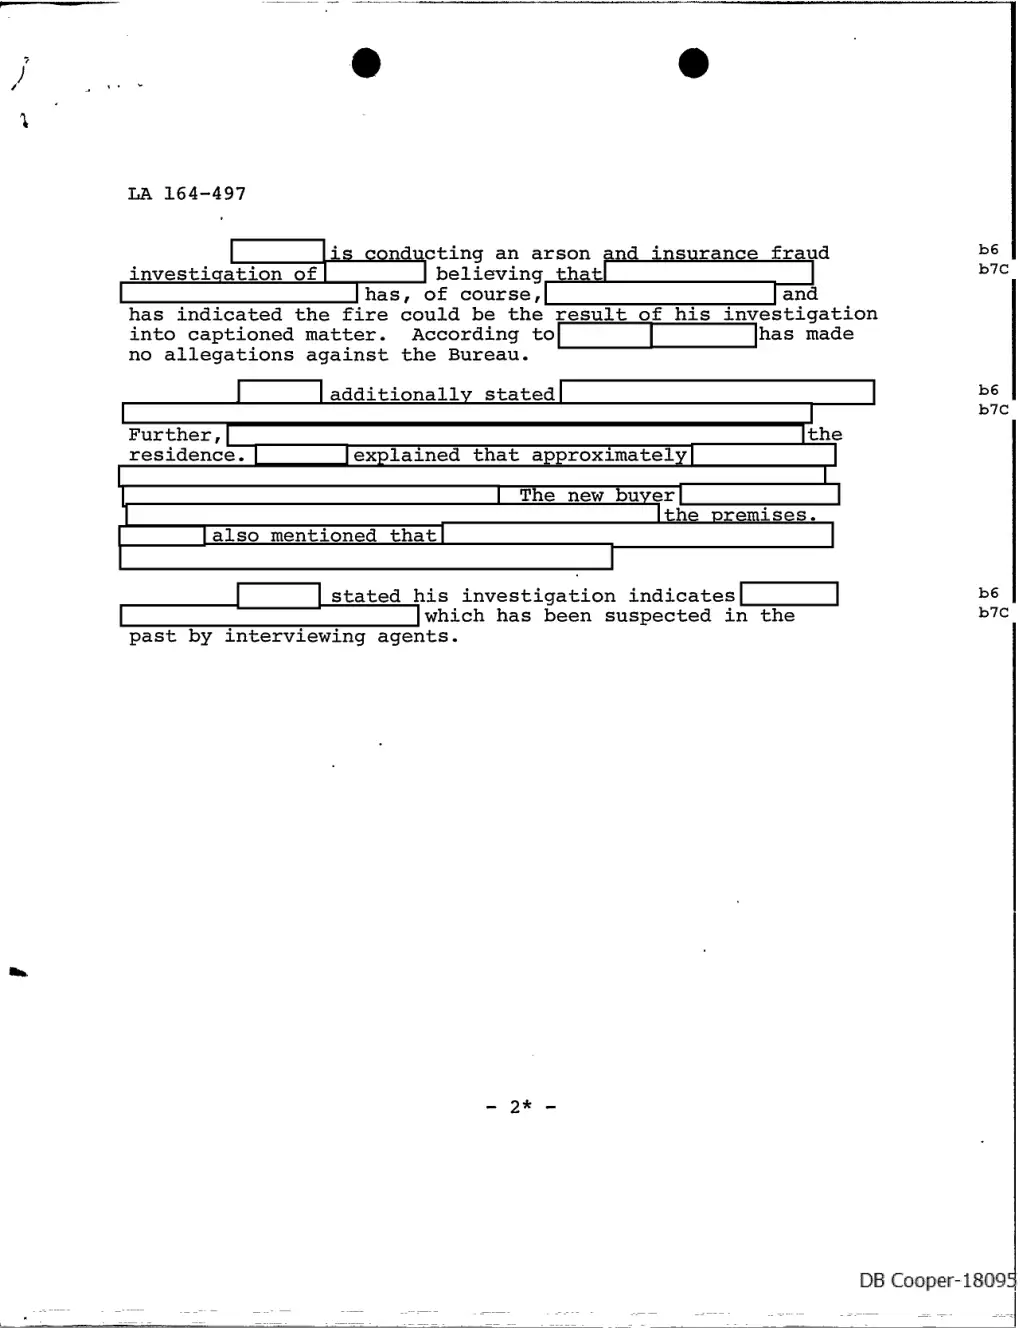 LA 164-497
is conducting an arson and insurance fraud b6
investigation of believing that b7C
has, of course, and
has indicated the fire could be the result of his investigation
into captioned matter. According to has made
no allegations against the Bureau.
additionally stated b6
b7C
Further, the
residence. explained that approximately
The new buyer
the premises.
also mentioned that
stated his investigation indicates b6
which has been suspected in the b7C
past by interviewing agents.
- 2* -
DB Cooper-18095